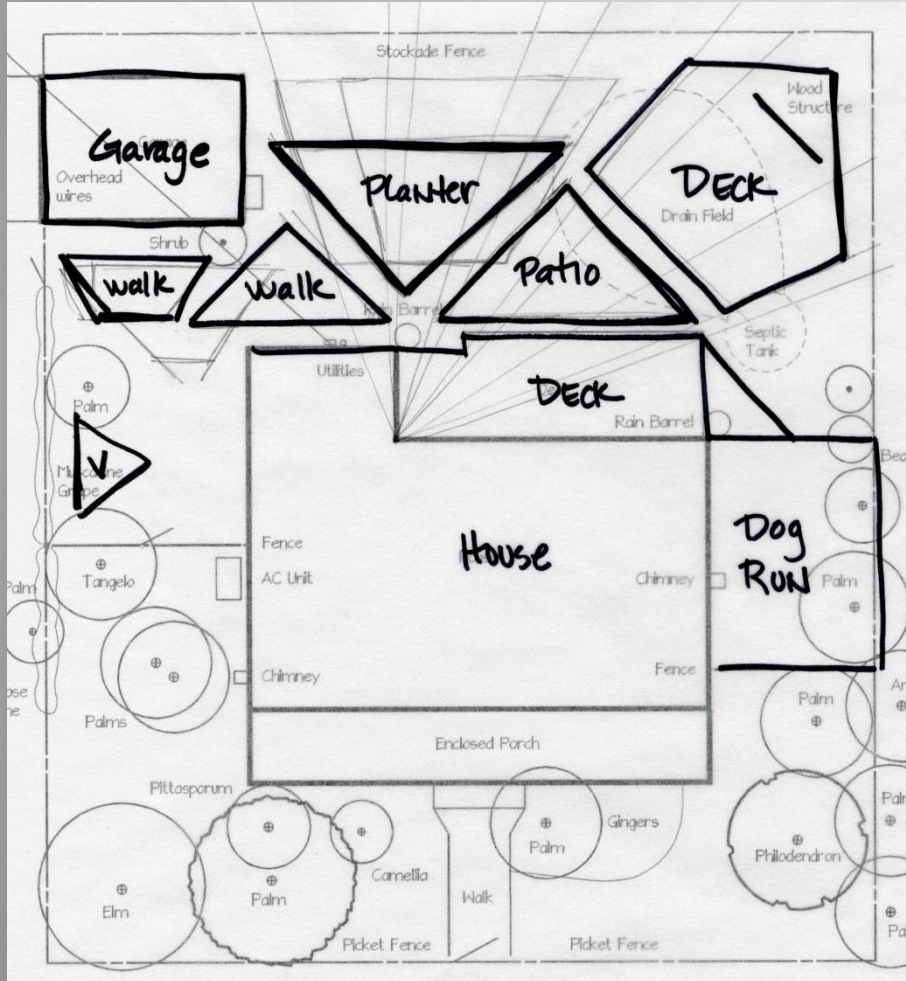 Stockade Fence
Wood
Structure
Garage
Overhead
wires
Planter
DECK
Drain Field
Shrub
walk
walk
Patio
Rain Barrel
Septic
Tank
Utilities
DECK
Rain Barrel
Palm
V
Muscadine
Grape
Fence
House
Dog
RUN
AC Unit
Chimney
Palm
Tangelo
Palm
Chimney
Fence
Palms
Palm
Enclosed Porch
Pittosporum
Gingers
Palm
Philodendron
Camellia
Elm
Palm
Walk
Picket Fence
Picket Fence